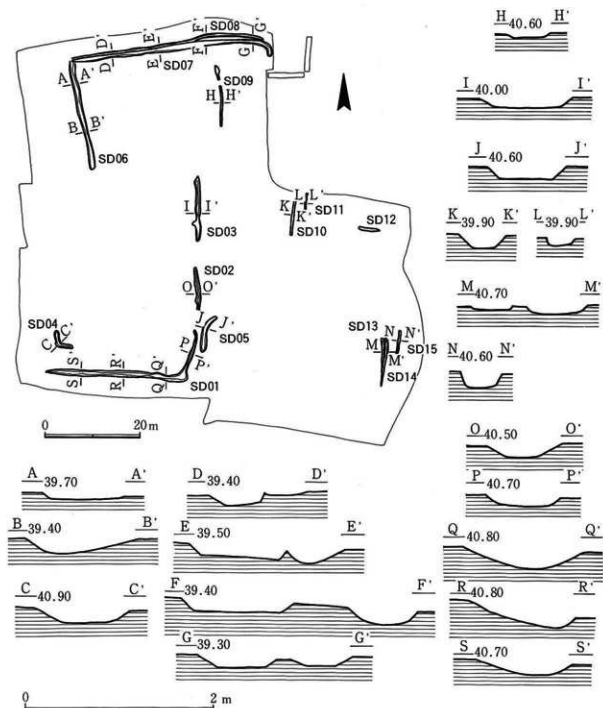 SD08
F' G'
D' E'
F G
D E SD07
A A'
SD09
H H'
B B'
SD06
L L'
I I' K K' SD11
SD03 SD10 SD12
SD02
O O'
J J'
SD04 SD13 N N'
C C' P P' SD05 M M' SD15
S' R' Q'
S R Q SD01 SD14
0 20 m
H 40.60 H'
I 40.00 I'
J 40.60 J'
K 39.90 K' L 39.90 L'
M 40.70 M'
N 40.60 N'
O 40.50 O'
P 40.70 P'
Q 40.80 Q'
R 40.80 R'
S 40.70 S'
A 39.70 A' D 39.40 D'
B 39.40 B' E 39.50 E'
C 40.90 C' F 39.40 F'
G 39.30 G'
0 2 m